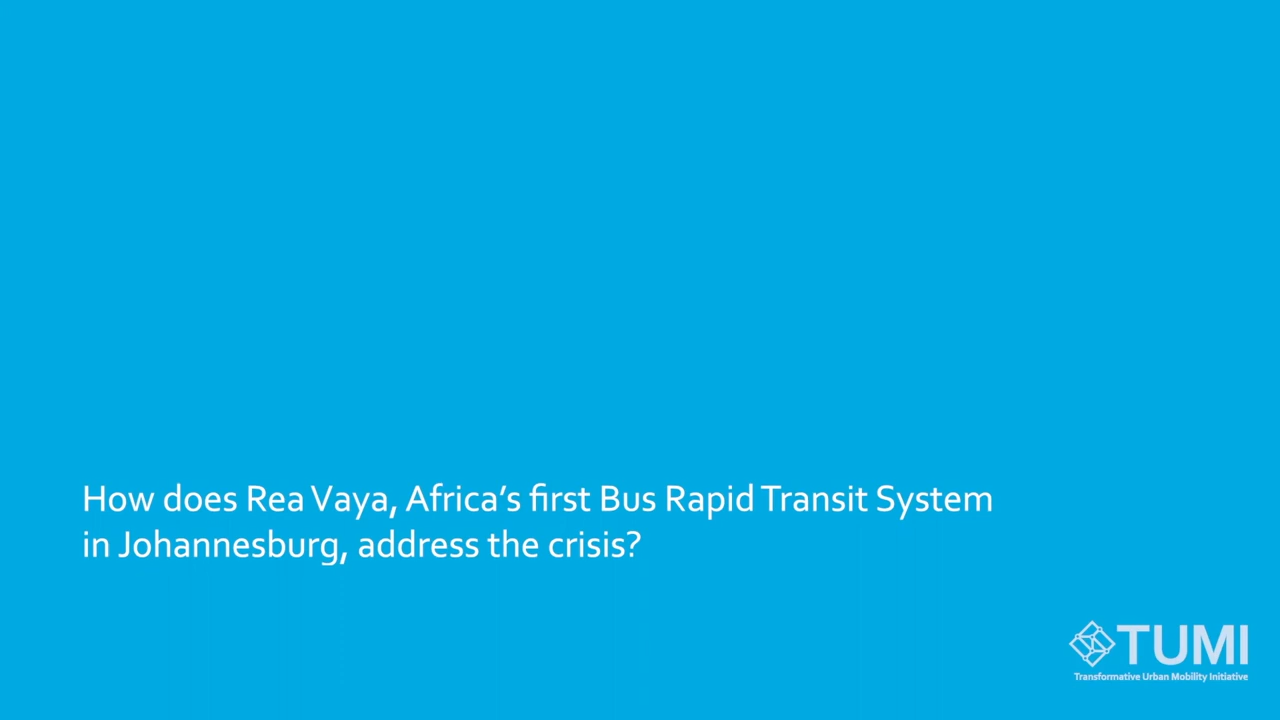 How does Rea Vaya, Africa’s first Bus Rapid Transit System
in Johannesburg, address the crisis?
TUMI
Transformative Urban Mobility Initiative